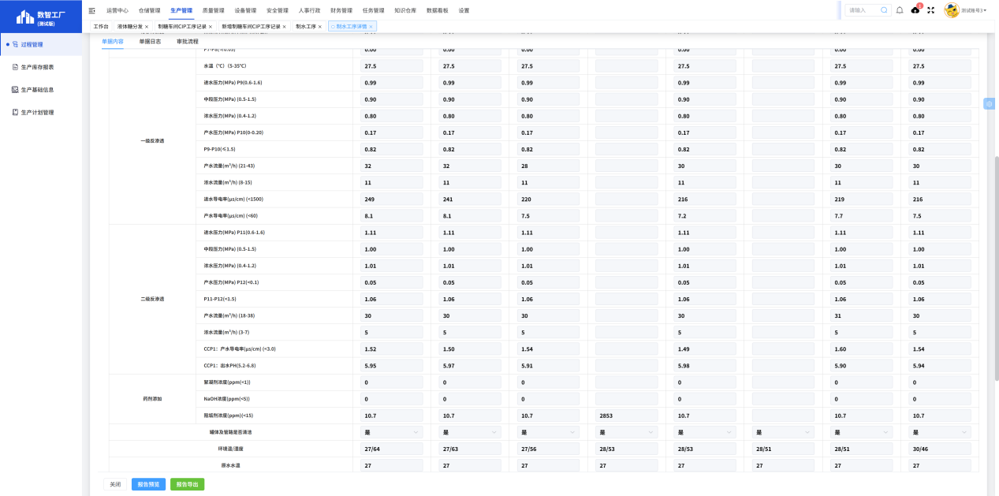 数智工厂
(测试版)
运营中心 仓储管理 生产管理 质量管理 设备管理 安全管理 人事行政 财务管理 任务管理 知识仓库 数据看板 设置
请输入
1
测试账号3
工作台 液体糖分发 × 制糖车间CIP工序记录 × 新增制糖车间CIP工序记录 × 制水工序 × 制水工序详情 ×
过程管理
生产库存报表
生产基础信息
生产计划管理
单据内容 单据日志 审批流程
P7-P8(≤0.05) 0.00 0.00 0.00 0.00 0.00 0.00
一级反渗透
水温（℃）（5-35℃） 27.5 27.5 27.5 27.5 27.5 27.5
进水压力(MPa) P9(0.6-1.6) 0.99 0.99 0.99 0.99 0.99 0.99
中段压力(MPa) (0.5-1.5) 0.90 0.90 0.90 0.90 0.90 0.90
浓水压力(MPa) (0.4-1.2) 0.80 0.80 0.80 0.80 0.80 0.80
产水压力(MPa) P10(0-0.20) 0.17 0.17 0.17 0.17 0.17 0.17
P9-P10(≤1.5) 0.82 0.82 0.82 0.82 0.82 0.82
产水流量(m³/h) (21-43) 32 32 28 30 30 30
浓水流量(m³/h) (8-15) 11 11 11 11 11 11
进水导电率(μs/cm) (<1500) 249 241 220 216 219 216
产水导电率(μs/cm) (<60) 8.1 8.1 7.5 7.2 7.7 7.5
二级反渗透
进水压力(MPa) P11(0.6-1.6) 1.11 1.11 1.11 1.11 1.11 1.11
中段压力(MPa) (0.5-1.5) 1.00 1.00 1.00 1.00 1.00 1.00
浓水压力(MPa) (0.4-1.2) 1.01 1.01 1.01 1.01 1.01 1.01
产水压力(MPa) P12(<0.1) 0.05 0.05 0.05 0.05 0.05 0.05
P11-P12(<1.5) 1.06 1.06 1.06 1.06 1.06 1.06
产水流量(m³/h) (18-38) 30 30 30 30 31 30
浓水流量(m³/h) (3-7) 5 5 5 5 5 5
CCP1：产水导电率(μs/cm) (<3.0) 1.52 1.50 1.54 1.49 1.60 1.54
CCP1：出水PH(5.2-6.8) 5.95 5.97 5.91 5.98 5.90 5.94
药剂添加
絮凝剂浓度(ppm(<1)) 0 0 0 0 0 0
NaOH浓度(ppm(<5)) 0 0 0 0 0 0
阻垢剂浓度(ppm)(<15) 10.7 10.7 10.7 2853 10.7 10.7 10.7
罐体及管路是否清洁 是 是 是 是 是 是 是 是
环境温/湿度 27/64 27/63 27/56 28/53 28/53 28/51 28/51 30/46
原水水温 27 27 27 27 27 27 27 27
关闭 报告预览 报告导出